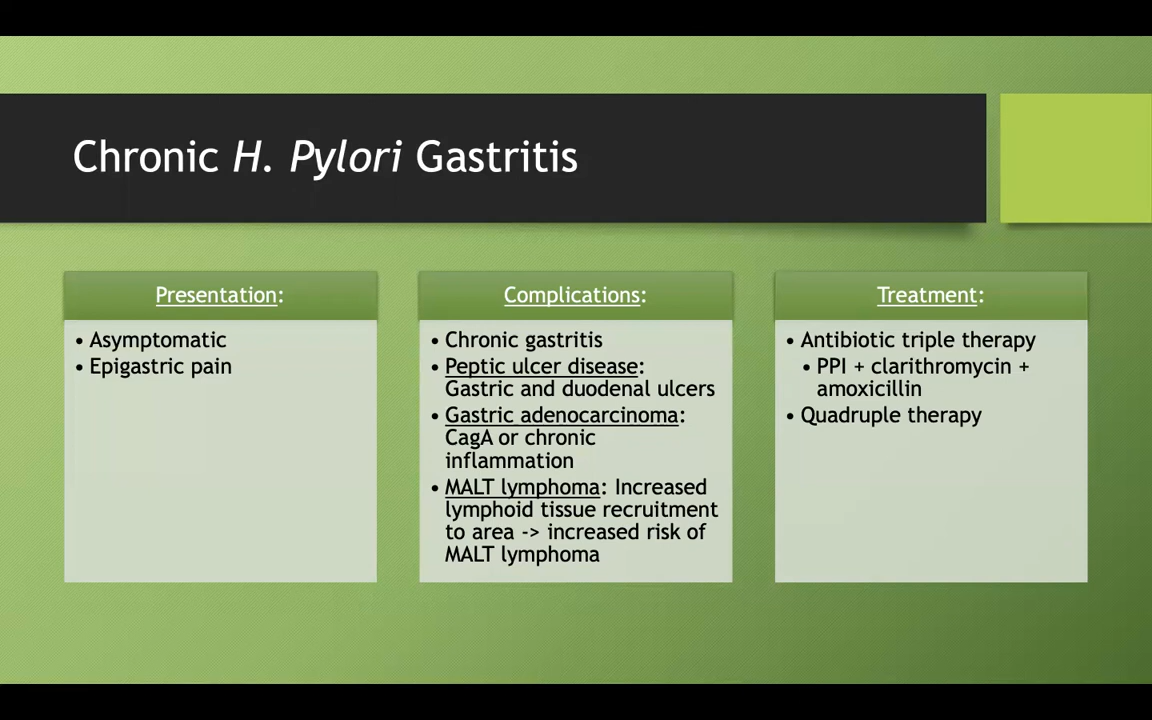 Chronic H. Pylori Gastritis
Presentation:
• Asymptomatic
• Epigastric pain
Complications:
• Chronic gastritis
• Peptic ulcer disease:
Gastric and duodenal ulcers
• Gastric adenocarcinoma:
CagA or chronic
inflammation
• MALT lymphoma: Increased
lymphoid tissue recruitment
to area -> increased risk of
MALT lymphoma
Treatment:
• Antibiotic triple therapy
• PPI + clarithromycin +
amoxicillin
• Quadruple therapy